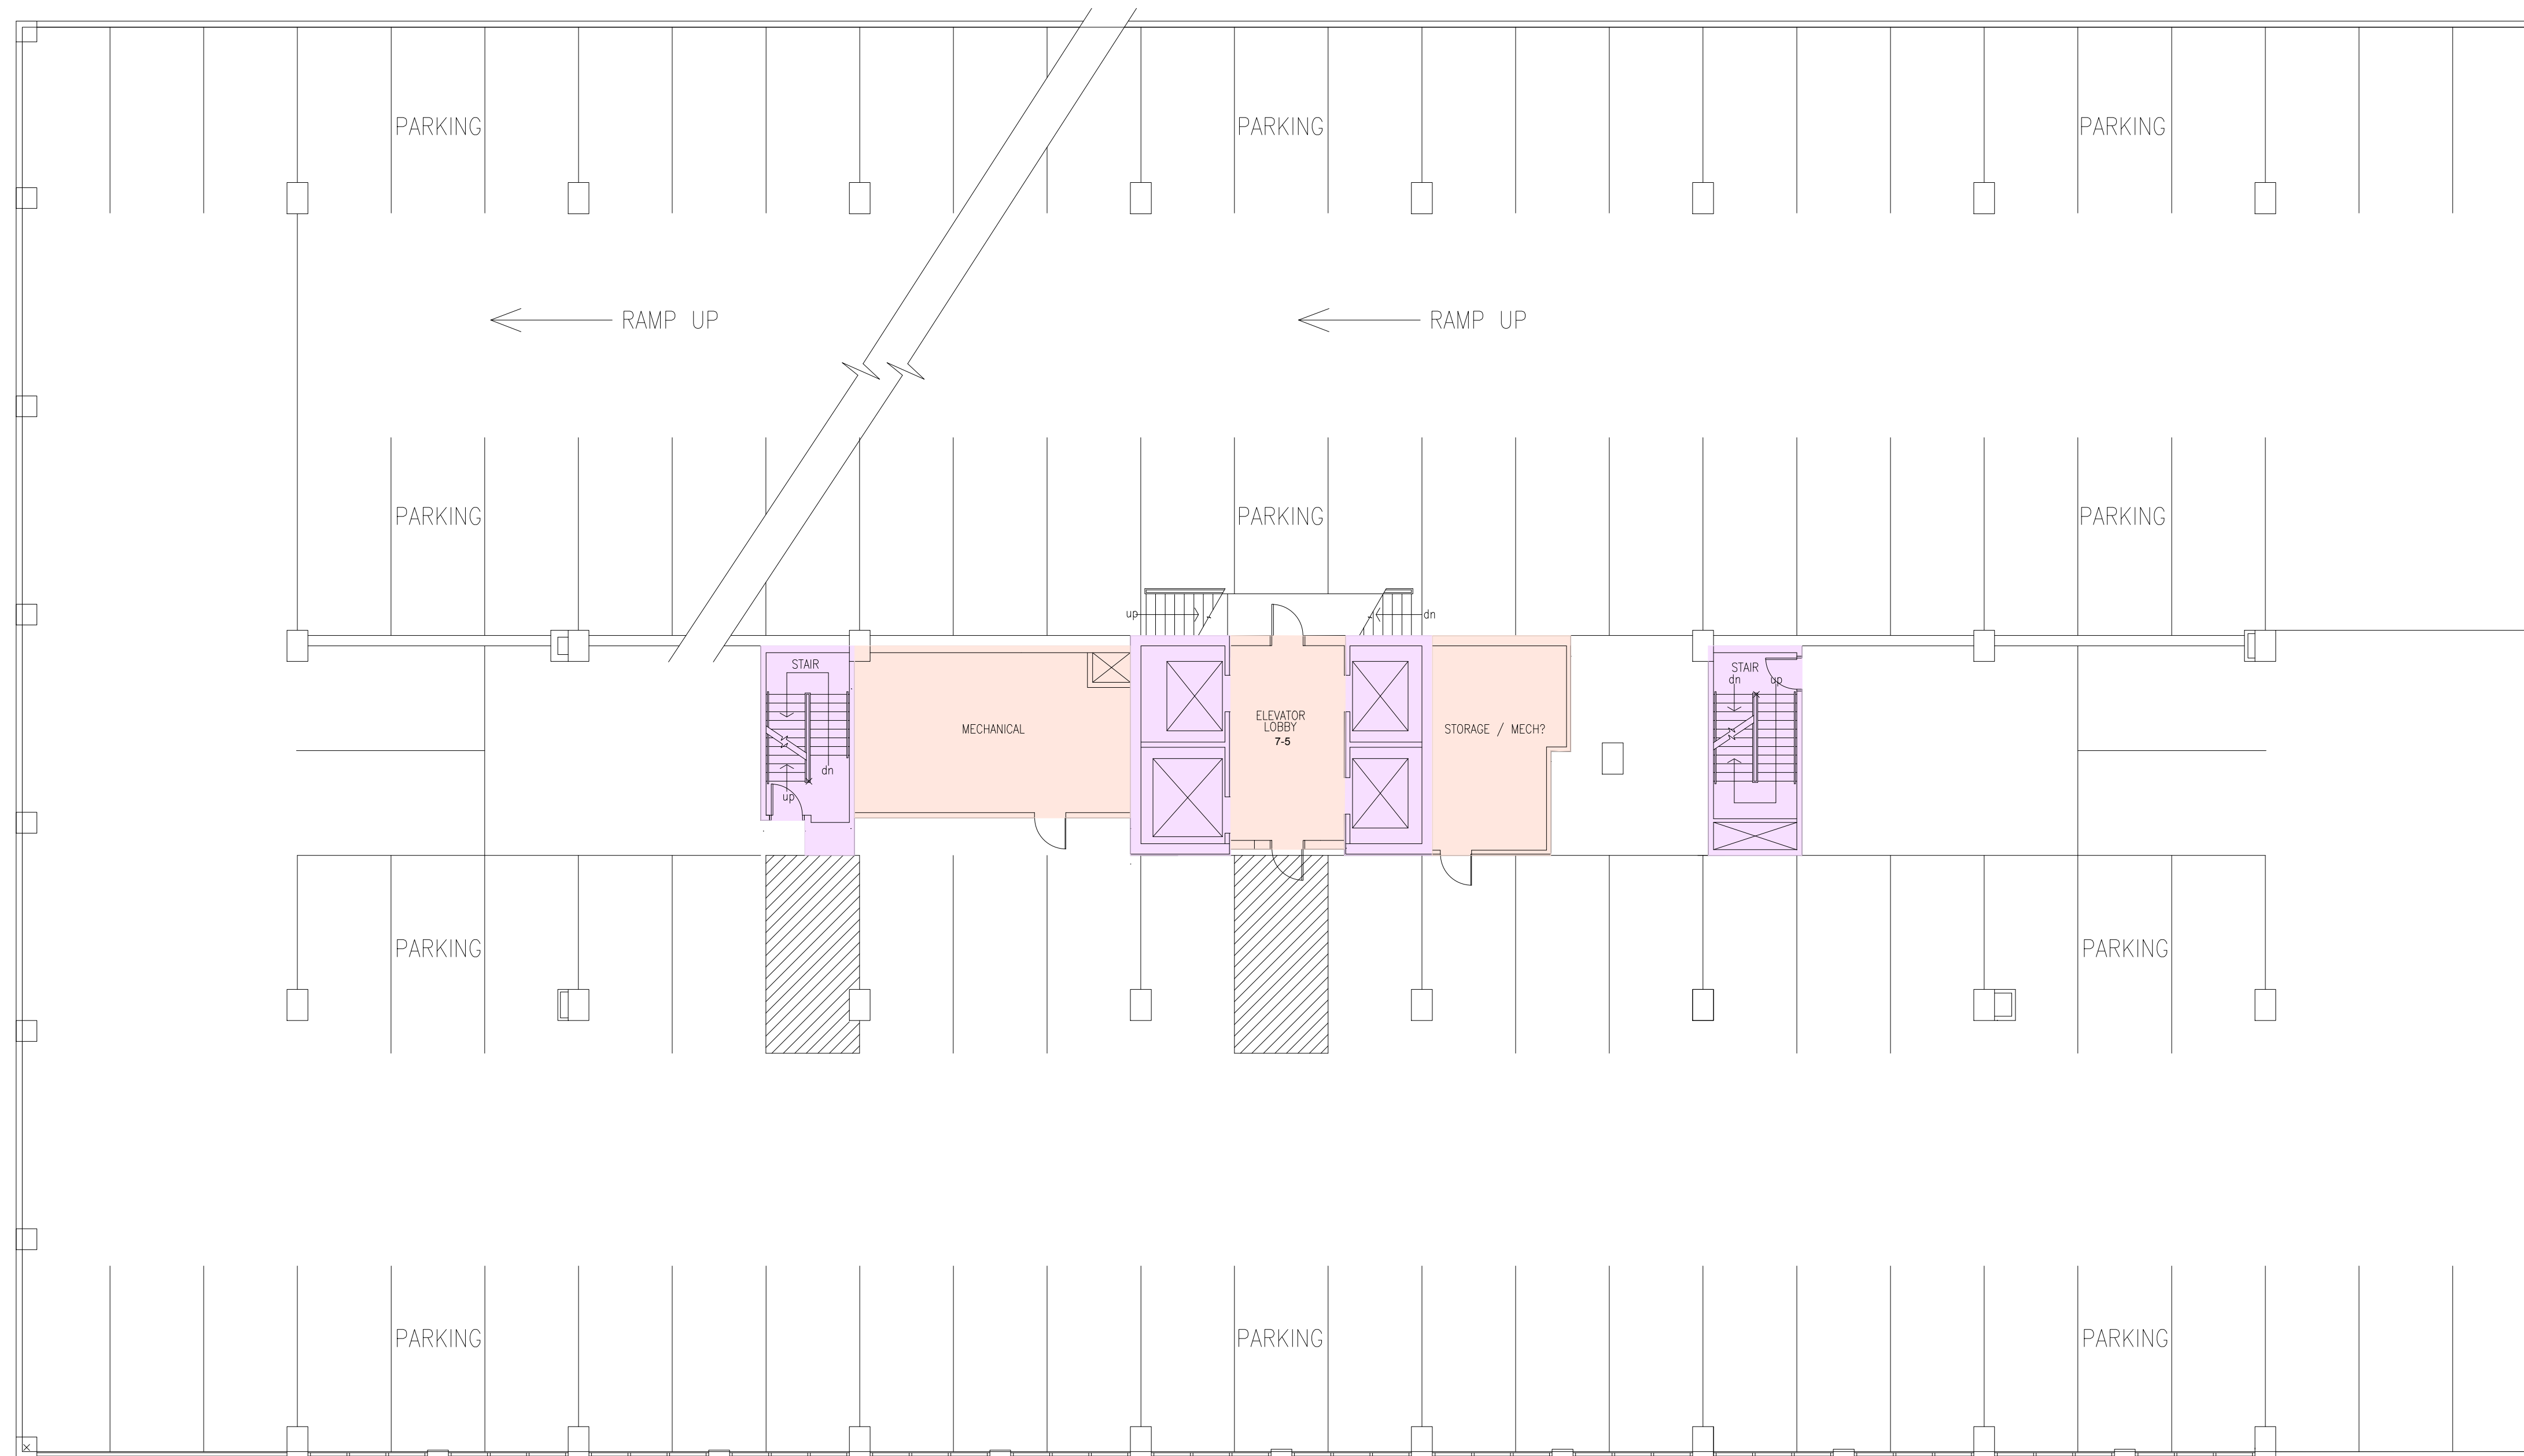 PARKING
PARKING
PARKING
RAMP UP
RAMP UP
PARKING
PARKING
PARKING
up
dn
STAIR
dn
up
MECHANICAL
ELEVATOR
LOBBY
7-5
STORAGE / MECH?
STAIR
dn
up
PARKING
PARKING
PARKING
PARKING
PARKING